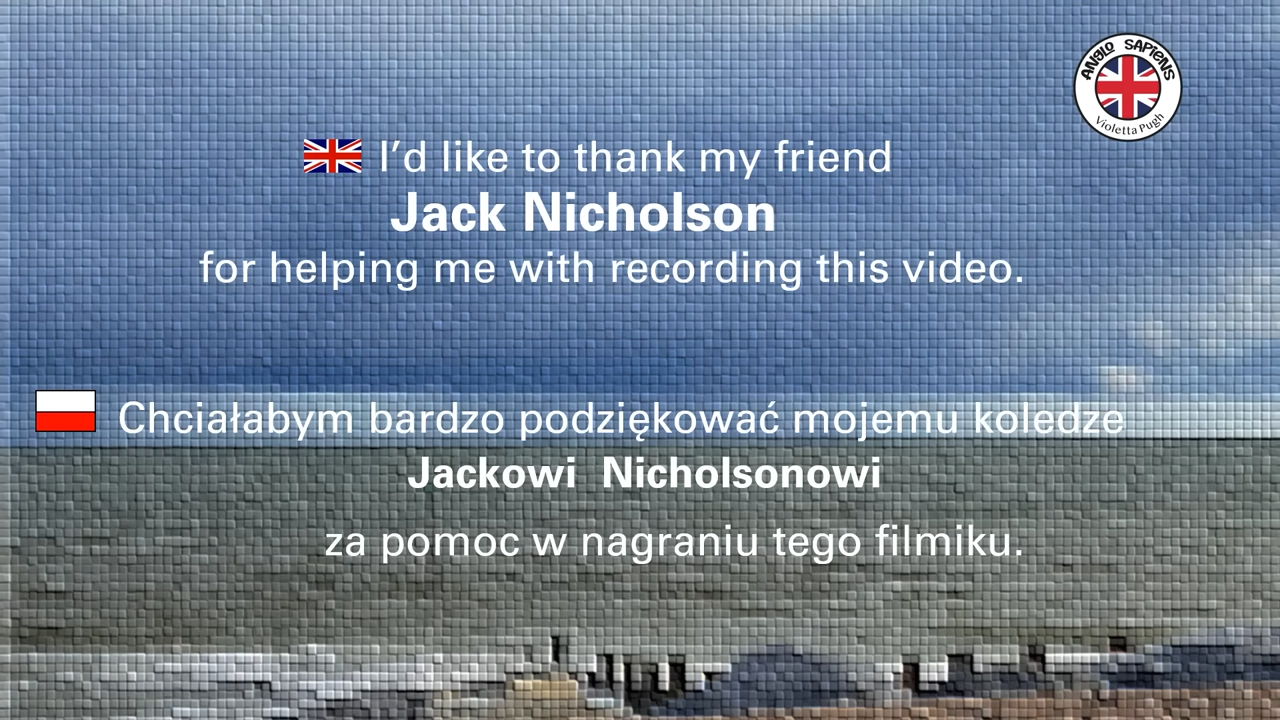 ANGLO SAPIENS
Violetta Pugh
I'd like to thank my friend
Jack Nicholson
for helping me with recording this video.
Chciałabym bardzo podziękować mojemu koledze
Jackowi Nicholsonowi
za pomoc w nagraniu tego filmiku.